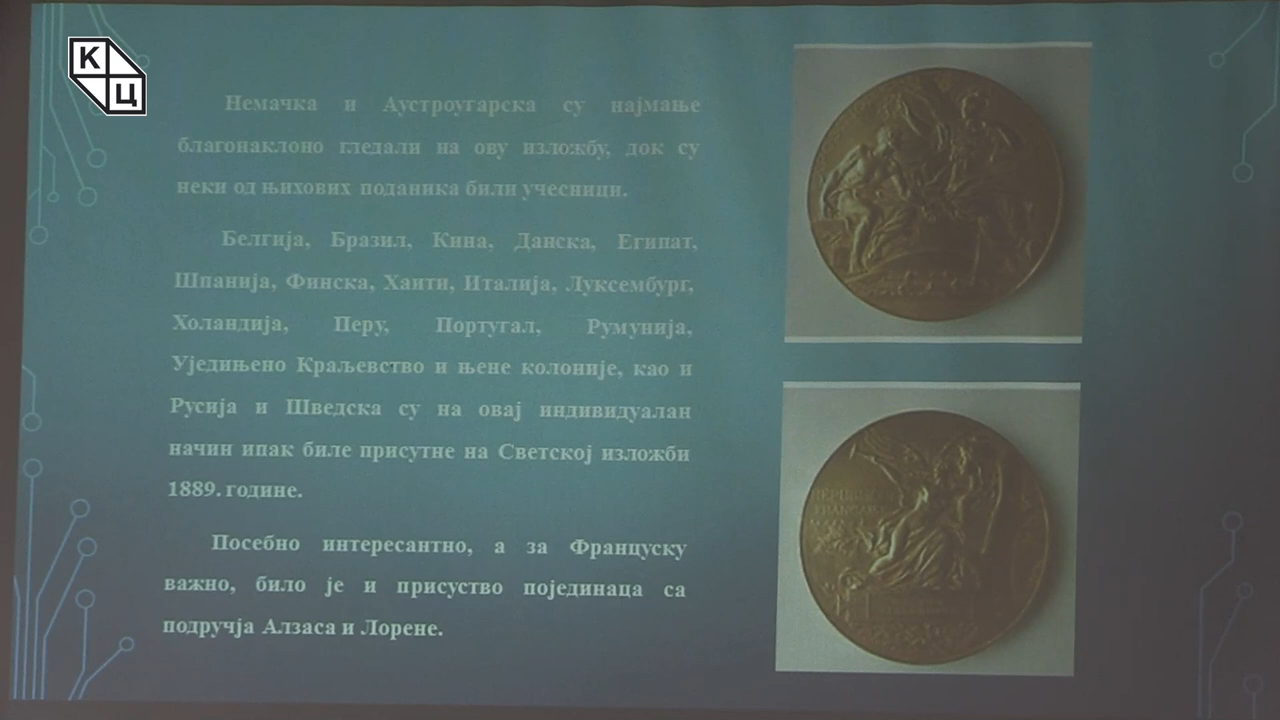 К
Ц
Немачка и Аустроугарска су најмање
благонаклоно гледали на ову изложбу, док су
неки од њихових поданика били учесници.
Белгија, Бразил, Кина, Данска, Египат,
Шпанија, Финска, Хаити, Италија, Луксембург,
Холандија, Перу, Португал, Румунија,
Уједињено Краљевство и њене колоније, као и
Русија и Шведска су на овај индивидуалан
начин ипак биле присутне на Светској изложби
1889. године.
Посебно интересантно, а за Француску
важно, било је и присуство појединаца са
подручја Алзаса и Лорене.
FRANÇAISE